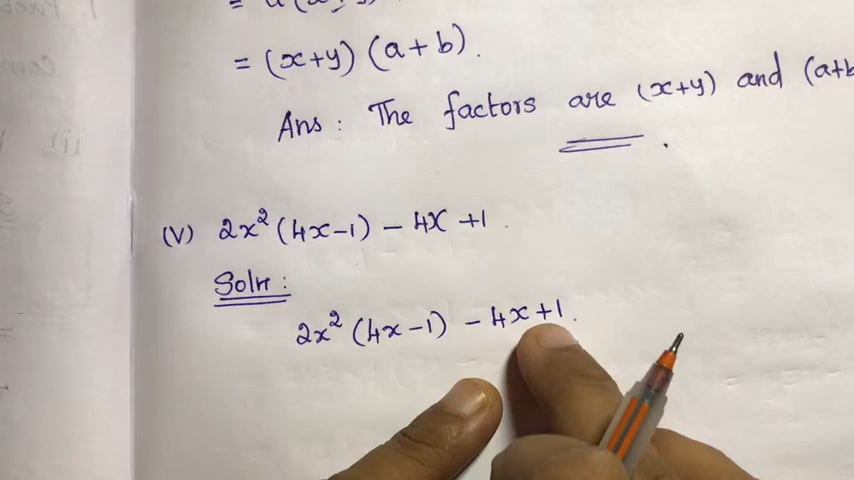 = (x+y) (a+b).
Ans: The factors are (x+y) and (a+b
(V) 2x² (4x-1) - 4x +1.
Soln:
2x² (4x-1) - 4x+1.